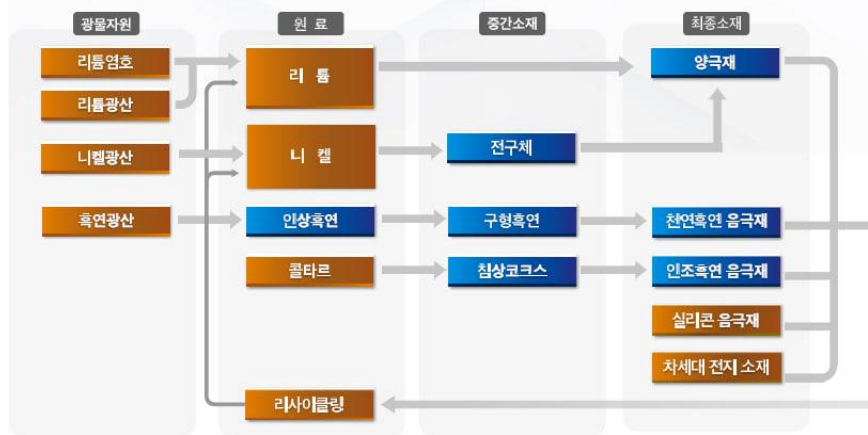 광물자원
원 료
중간소재
최종소재
리튬염호
리 튬
양극재
리튬광산
니켈광산
니 켈
전구체
흑연광산
인상흑연
구형흑연
천연흑연 음극재
콜타르
침상코크스
인조흑연 음극재
실리콘 음극재
차세대 전지 소재
리사이클링